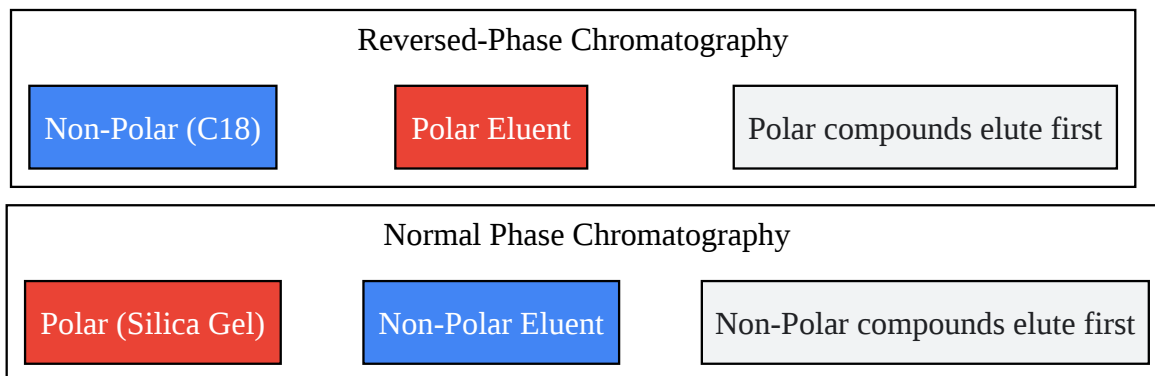 Reversed-Phase Chromatography
Non-Polar (C18)
Polar Eluent
Polar compounds elute first
Normal Phase Chromatography
Polar (Silica Gel)
Non-Polar Eluent
Non-Polar compounds elute first